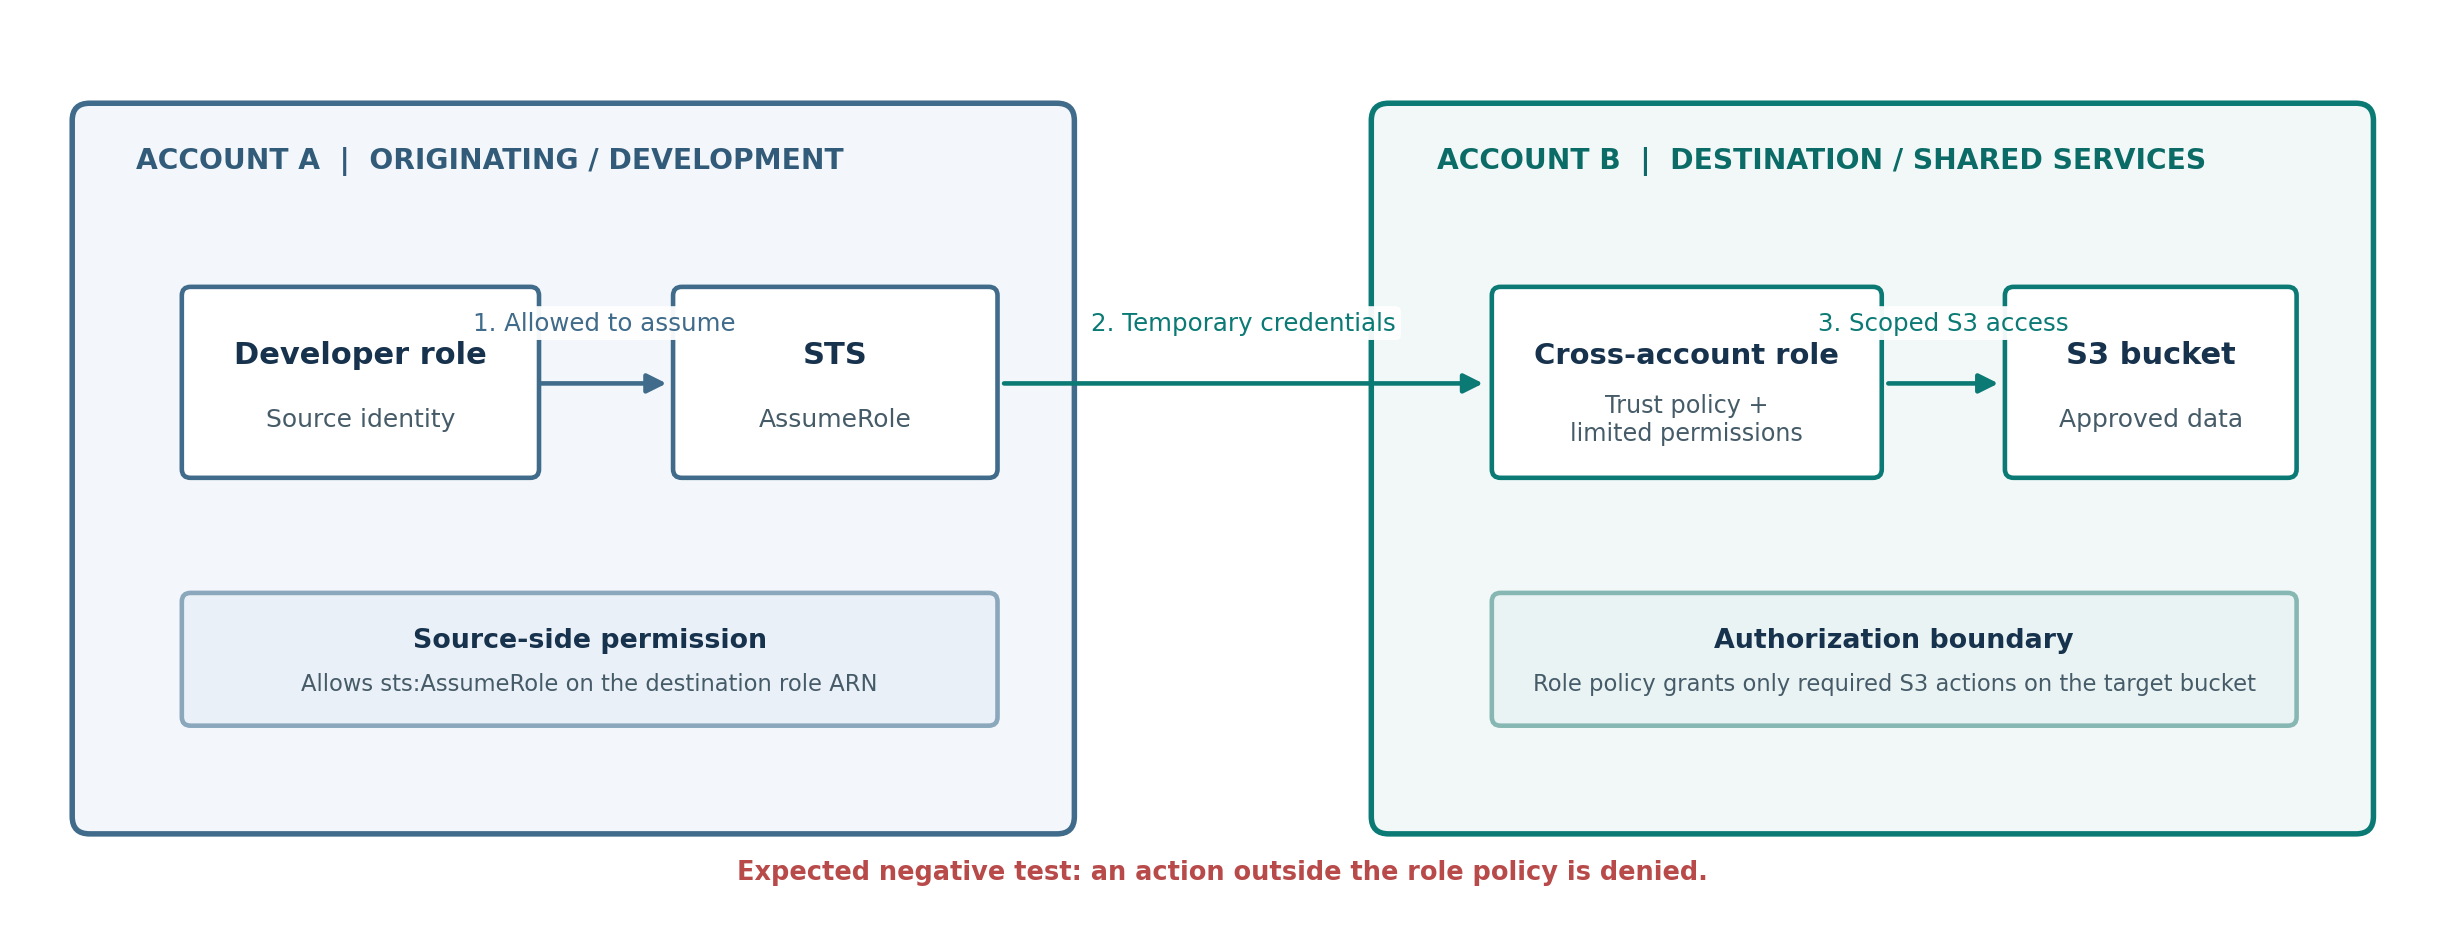 ACCOUNT A | ORIGINATING / DEVELOPMENT
1. Allowed to assume
Developer role
Source identity
STS
AssumeRole
Source-side permission
Allows sts:AssumeRole on the destination role ARN
2. Temporary credentials
ACCOUNT B | DESTINATION / SHARED SERVICES
3. Scoped S3 access
Cross-account role
Trust policy +
limited permissions
S3 bucket
Approved data
Authorization boundary
Role policy grants only required S3 actions on the target bucket
Expected negative test: an action outside the role policy is denied.